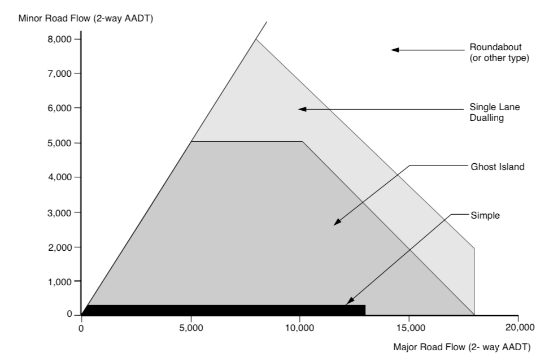 Minor Road Flow (2-way AADT)
8,000
7,000
6,000
5,000
4,000
3,000
2,000
1,000
0
0
5,000
10,000
15,000
20,000
Major Road Flow (2- way AADT)
Roundabout
(or other type)
Single Lane
Dualling
Ghost Island
Simple